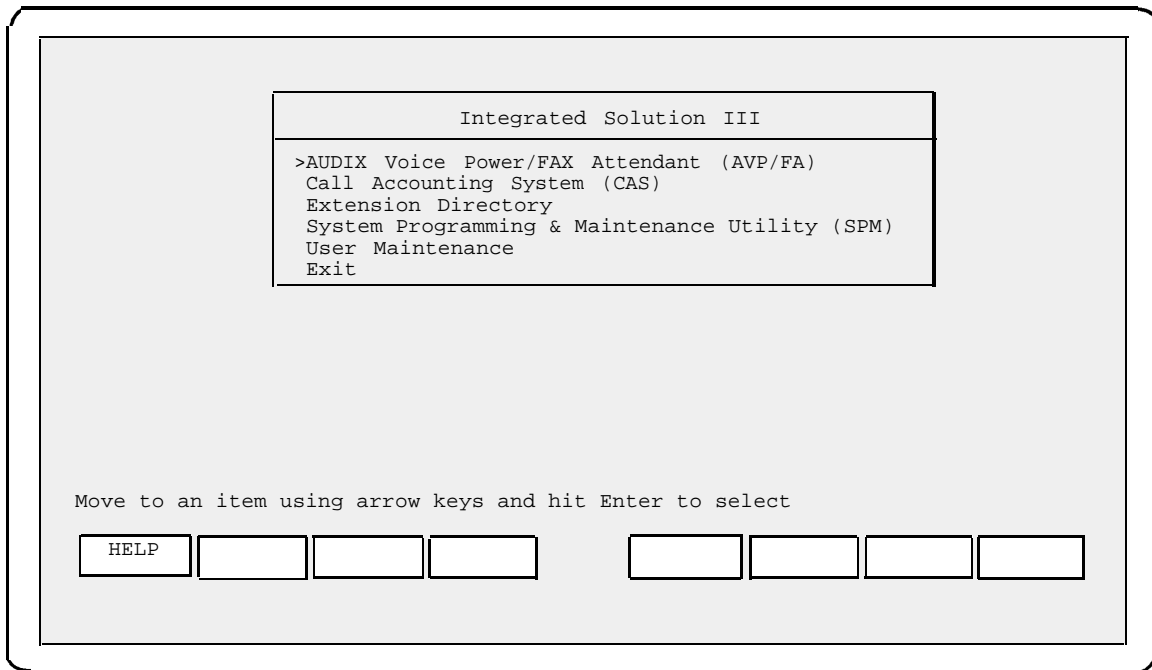 Integrated Solution III
>AUDIX Voice Power/FAX Attendant (AVP/FA)
Call Accounting System (CAS)
Extension Directory
System Programming & Maintenance Utility (SPM)
User Maintenance
Exit
Move to an item using arrow keys and hit Enter to select
HELP